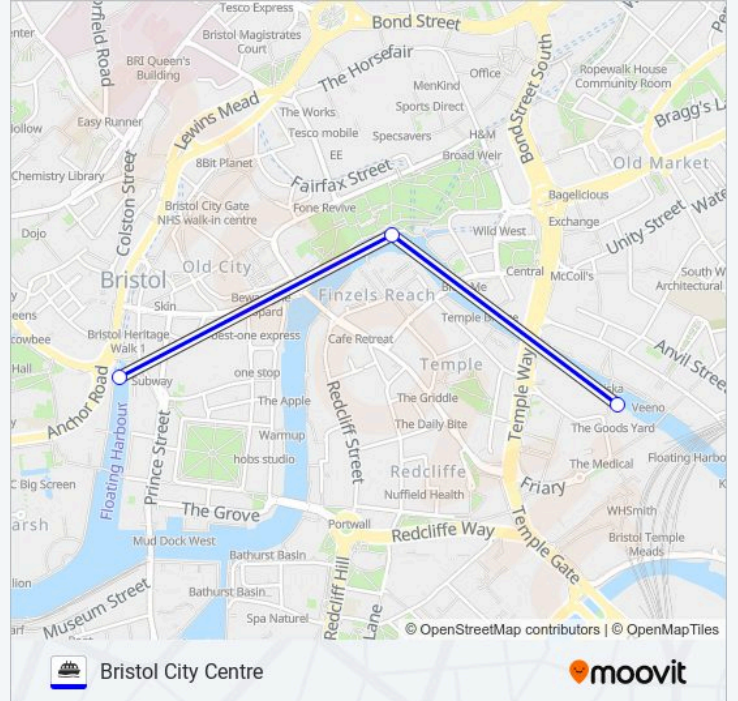 Tesco Express
Bond Street
Bristol Magistrates
Court
The Horsefair
BRI Queen's
Building
Office
MenKind
Ropewalk House
Community Room
Bond Street South
Lewins Mead
The Works
Sports Direct
Easy Runner
Tesco mobile
Specsavers
H&M
EE
Broad Weir
Old Market
8Bit Planet
Chemistry Library
Fairfax Street
Colston Street
Bristol City Gate
NHS walk-in centre
Fone Revive
Bagelicious
Exchange
Unity Street
Dojo
Wild West
Old City
Central
McColl's
Bristol
Finzels Reach
South W
Architectural
Skin
Bristol Heritage
Walk 1
best-one express
Cafe Retreat
Temple
Anvil Stree
Hall
one stop
Subway
Anchor Road
The Apple
Redcliff Street
The Griddle
Temple Way
Veeno
Prince Street
The Daily Bite
The Goods Yard
Floating Harbour
Warmup
hobs studio
Redcliffe
The Medical
Floating Harbo
C Big Screen
Nuffield Health
Friary
The Grove
Portwall
Redcliffe Way
WHSmith
Mud Dock West
Temple Gate
Bristol Temple
Meads
Bathurst Basin
Bathurst Basin
Museum Street
Spa Naturel
Redcliff Hill
Lane
© OpenStreetMap contributors | © OpenMapTiles
Bristol City Centre
moovit